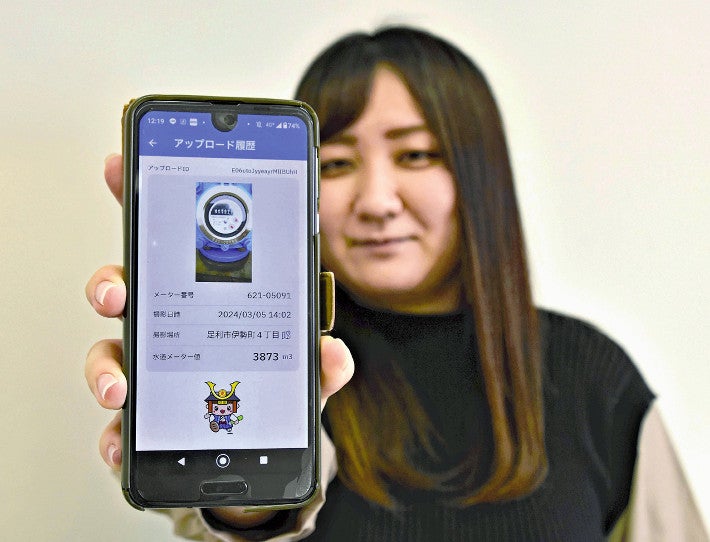 12:19 4G+ 74%
← アップロード履歴
アップロードID
メーター番号 621-05091
撮影日時 2024/03/05 14:02
撮影場所 足利市伊勢町4丁目
水道メーター値 3873 m3